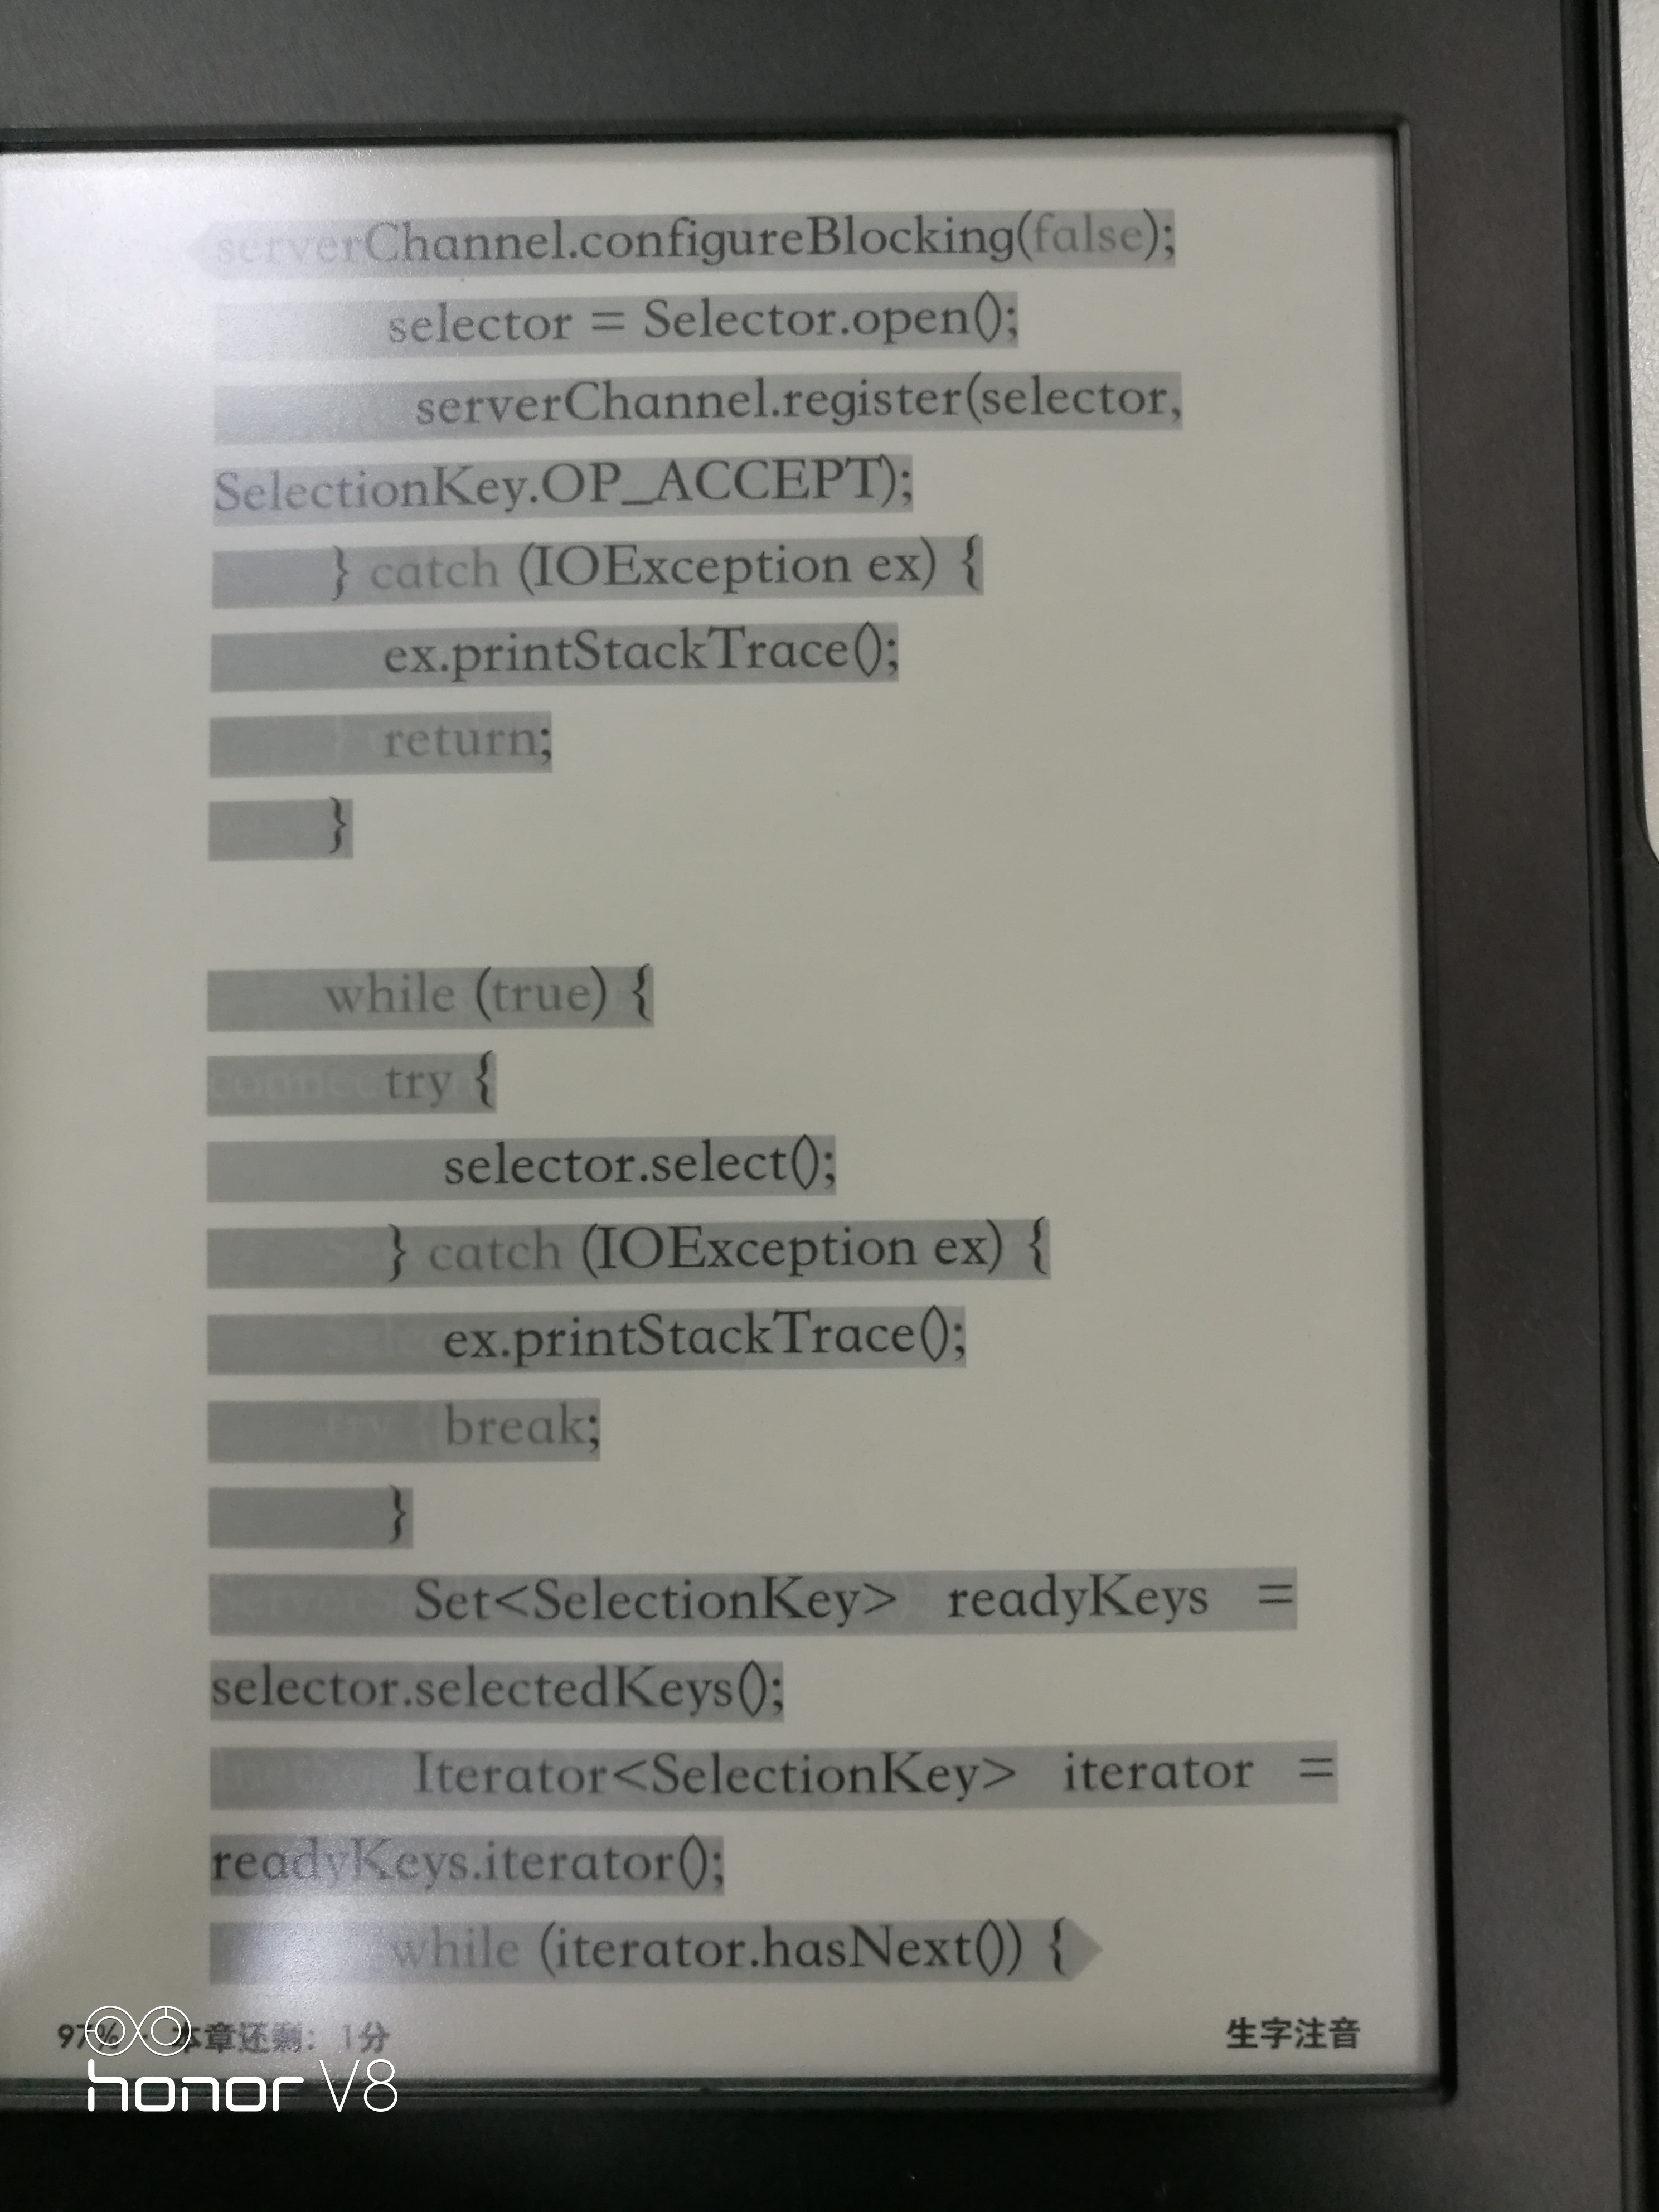 serverChannel.configureBlocking(false);
selector = Selector.open();
serverChannel.register(selector,
SelectionKey.OP_ACCEPT);
} catch (IOException ex) {
ex.printStackTrace();
return;
}
while (true) {
try {
selector.select();
} catch (IOException ex) {
ex.printStackTrace();
break;
}
Set<SelectionKey> readyKeys =
selector.selectedKeys();
Iterator<SelectionKey> iterator =
readyKeys.iterator();
while (iterator.hasNext()) {
97% · 本章还剩：1分 生字注音
honor V8